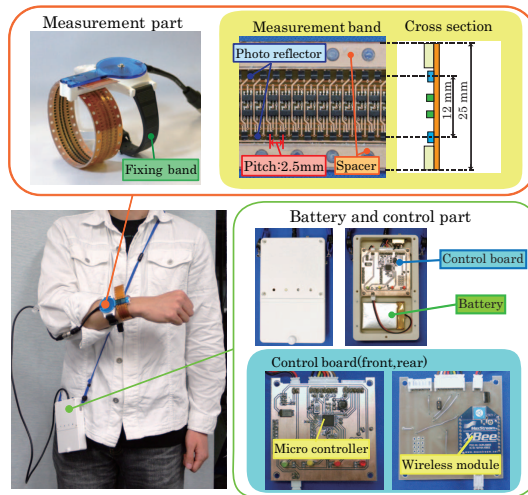 Measurement part
Measurement band
Cross section
Photo reflector
12 mm
25 mm
Fixing band
Pitch:2.5mm
Spacer
Battery and control part
Control board
Battery
Control board(front,rear)
Micro controller
XBee
Wireless module